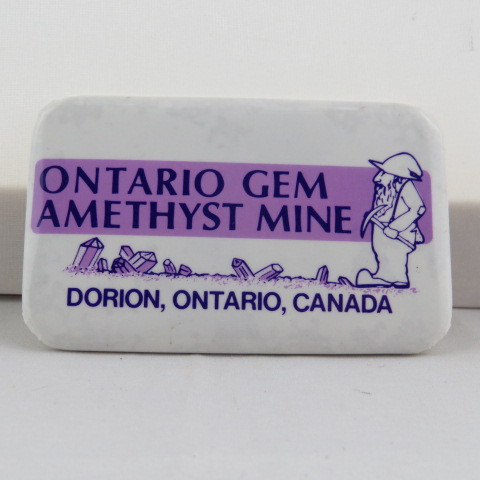 ONTARIO GEM
AMETHYST MINE
DORION, ONTARIO, CANADA